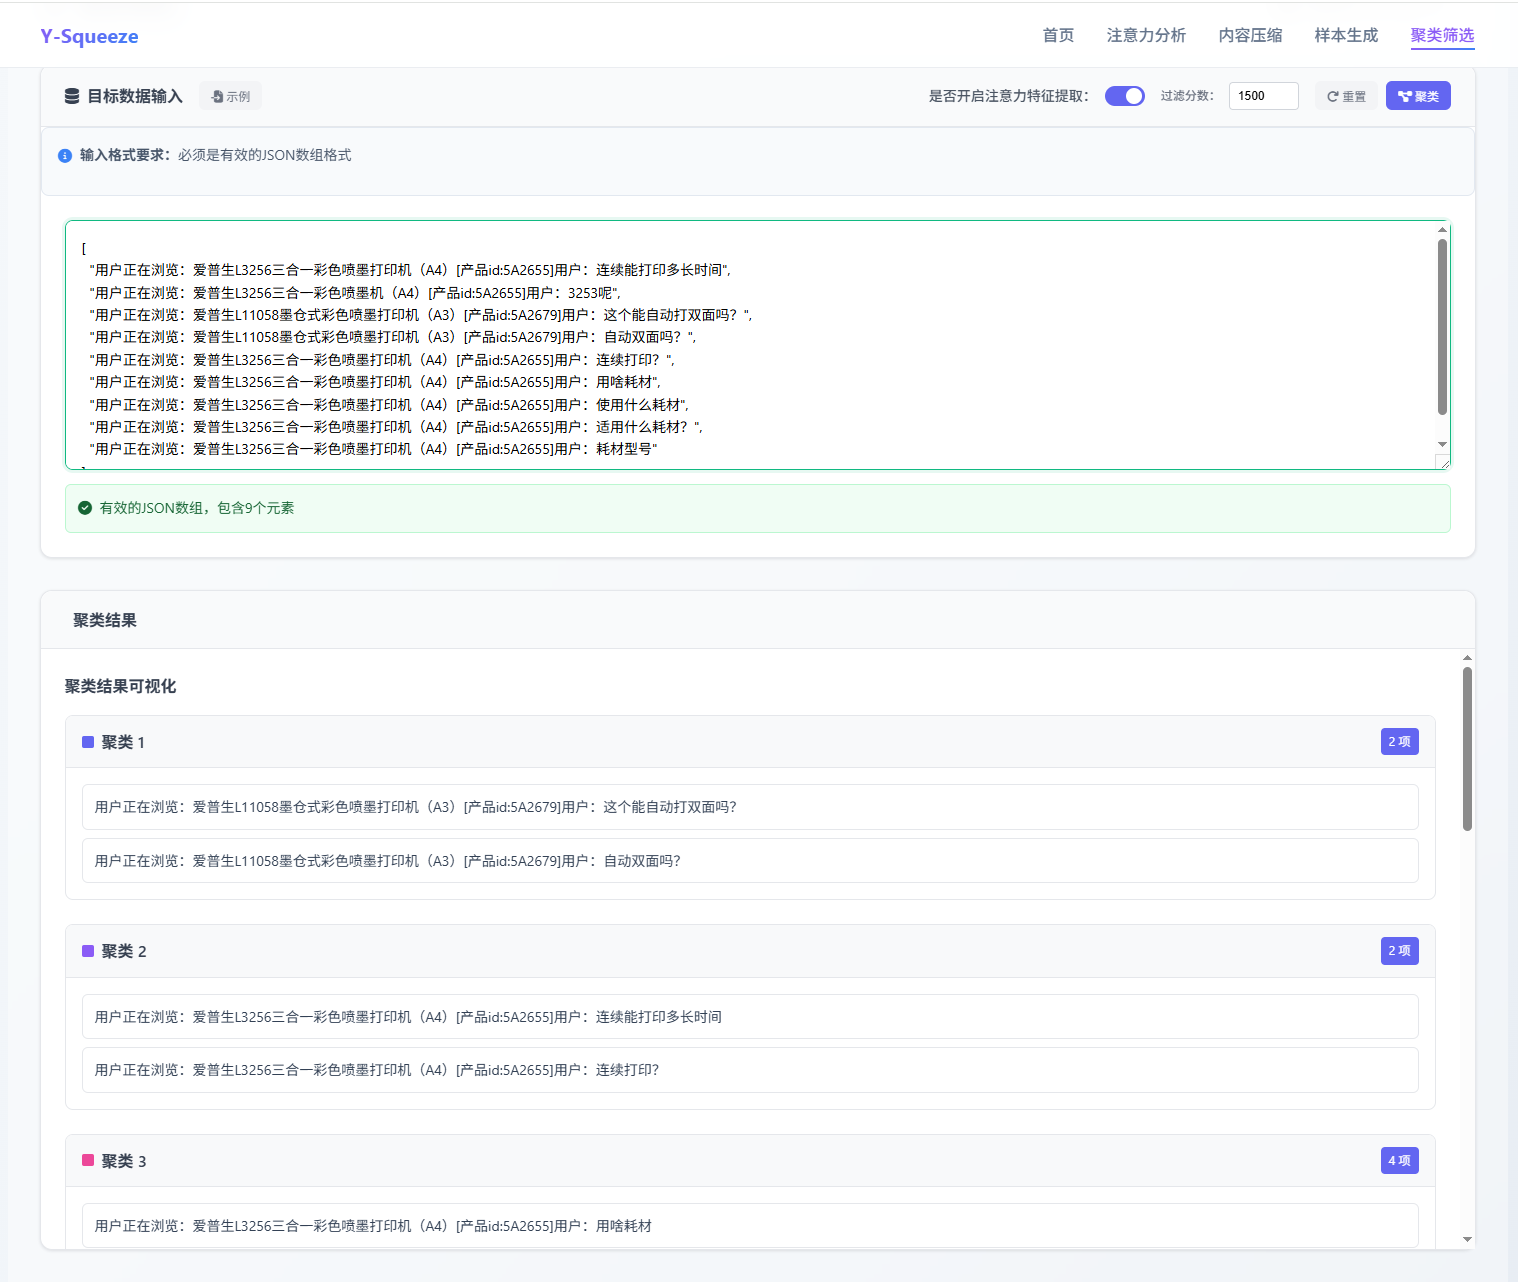 Y-Squeeze
首页 注意力分析 内容压缩 样本生成 聚类筛选
目标数据输入 示例 是否开启注意力特征提取： 过滤分数： 1500 重置 聚类
输入格式要求：必须是有效的JSON数组格式
[
"用户正在浏览：爱普生L3256三合一彩色喷墨打印机（A4）[产品id:5A2655]用户：连续能打印多长时间",
"用户正在浏览：爱普生L3256三合一彩色喷墨机（A4）[产品id:5A2655]用户：3253呢",
"用户正在浏览：爱普生L11058墨仓式彩色喷墨打印机（A3）[产品id:5A2679]用户：这个能自动打双面吗？",
"用户正在浏览：爱普生L11058墨仓式彩色喷墨打印机（A3）[产品id:5A2679]用户：自动双面吗？",
"用户正在浏览：爱普生L3256三合一彩色喷墨打印机（A4）[产品id:5A2655]用户：连续打印？",
"用户正在浏览：爱普生L3256三合一彩色喷墨打印机（A4）[产品id:5A2655]用户：用啥耗材",
"用户正在浏览：爱普生L3256三合一彩色喷墨打印机（A4）[产品id:5A2655]用户：使用什么耗材",
"用户正在浏览：爱普生L3256三合一彩色喷墨打印机（A4）[产品id:5A2655]用户：适用什么耗材？",
"用户正在浏览：爱普生L3256三合一彩色喷墨打印机（A4）[产品id:5A2655]用户：耗材型号"
有效的JSON数组，包含9个元素
聚类结果
聚类结果可视化
聚类 1 2 项
用户正在浏览：爱普生L11058墨仓式彩色喷墨打印机（A3）[产品id:5A2679]用户：这个能自动打双面吗？
用户正在浏览：爱普生L11058墨仓式彩色喷墨打印机（A3）[产品id:5A2679]用户：自动双面吗？
聚类 2 2 项
用户正在浏览：爱普生L3256三合一彩色喷墨打印机（A4）[产品id:5A2655]用户：连续能打印多长时间
用户正在浏览：爱普生L3256三合一彩色喷墨打印机（A4）[产品id:5A2655]用户：连续打印？
聚类 3 4 项
用户正在浏览：爱普生L3256三合一彩色喷墨打印机（A4）[产品id:5A2655]用户：用啥耗材